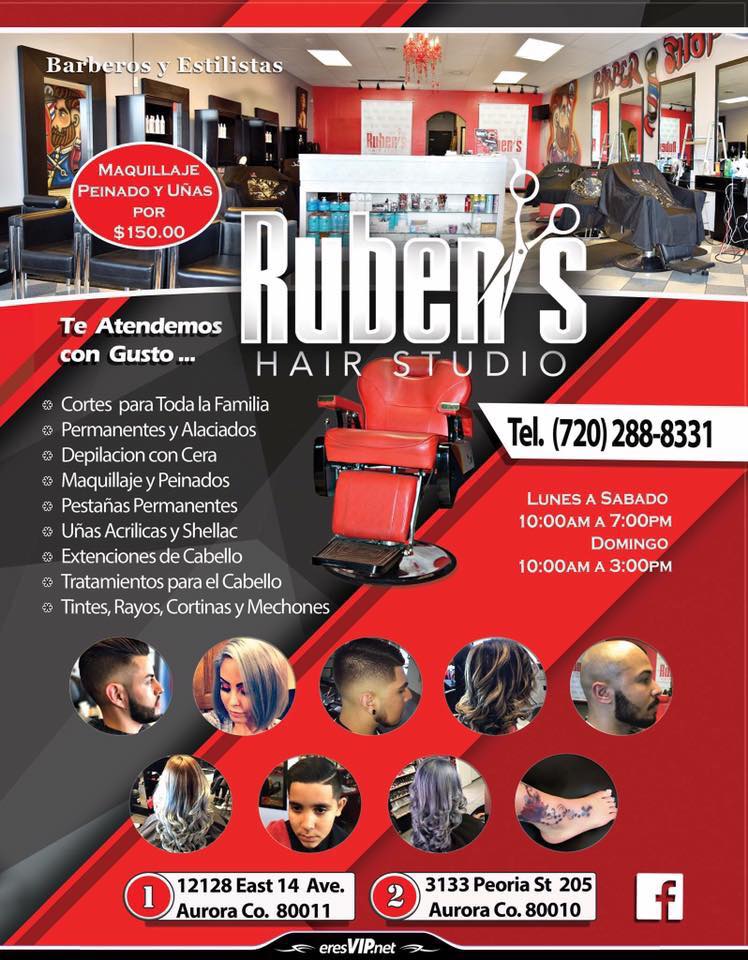 Barberos y Estilistas
BARBER SHOP
MAQUILLAJE
PEINADO Y UÑAS
POR
$150.00
Ruben's
Ruben's
HAIR STUDIO
Te Atendemos
con Gusto ...
Cortes para Toda la Familia
Permanentes y Alaciados
Depilacion con Cera
Maquillaje y Peinados
Pestañas Permanentes
Uñas Acrilicas y Shellac
Extenciones de Cabello
Tratamientos para el Cabello
Tintes, Rayos, Cortinas y Mechones
Tel. (720) 288-8331
LUNES A SABADO
10:00AM A 7:00PM
DOMINGO
10:00AM A 3:00PM
1 12128 East 14 Ave.
Aurora Co. 80011
2 3133 Peoria St 205
Aurora Co. 80010
f
eresVIP.net